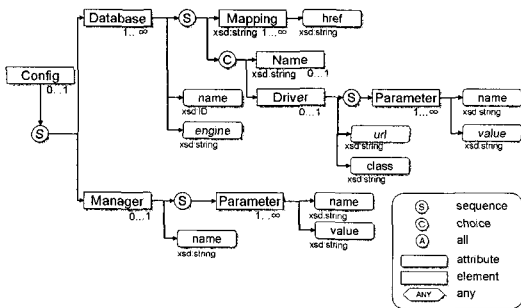 Database
1...∞
S
Mapping
xsd:string 1...∞
href
xsd:string
Config
0...1
S
C
Name
xsd:string 0...1
name
xsd:ID
Driver
0...1
S
Parameter
1...∞
name
xsd:string
engine
xsd:string
url
xsd:string
value
xsd:string
class
xsd:string
Manager
0...1
S
Parameter
1...∞
name
xsd:string
value
xsd:string
name
xsd:string
S sequence
C choice
A all
attribute
element
ANY any